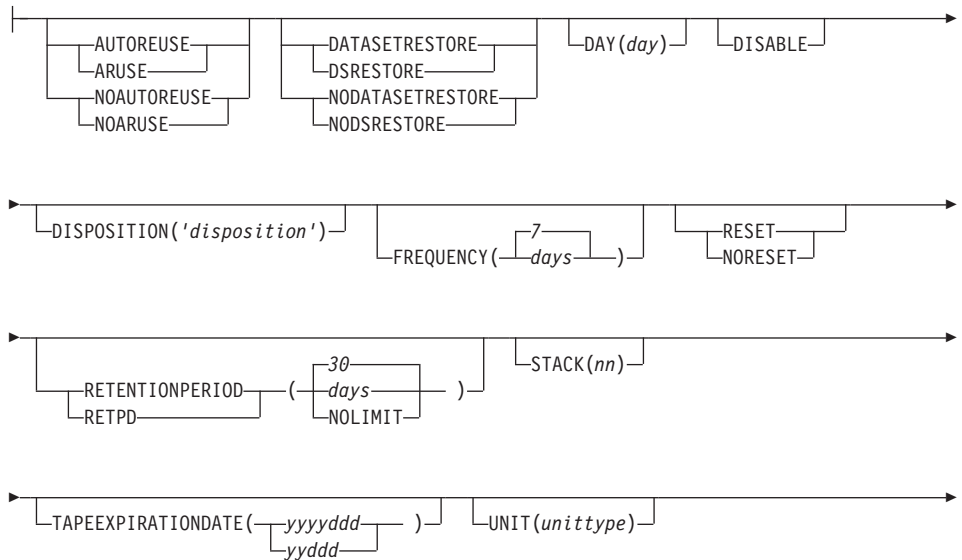 AUTOREUSE DATASETRESTORE DAY(day) DISABLE
ARUSE DSRESTORE
NOAUTOREUSE NODATASETRESTORE
NOARUSE NODSRESTORE
DISPOSITION('disposition') 7 RESET
FREQUENCY( days ) NORESET
30 STACK(nn)
RETENTIONPERIOD ( days )
RETPD NOLIMIT
TAPEEXPIRATIONDATE( yyyyddd ) UNIT(unittype)
yyddd